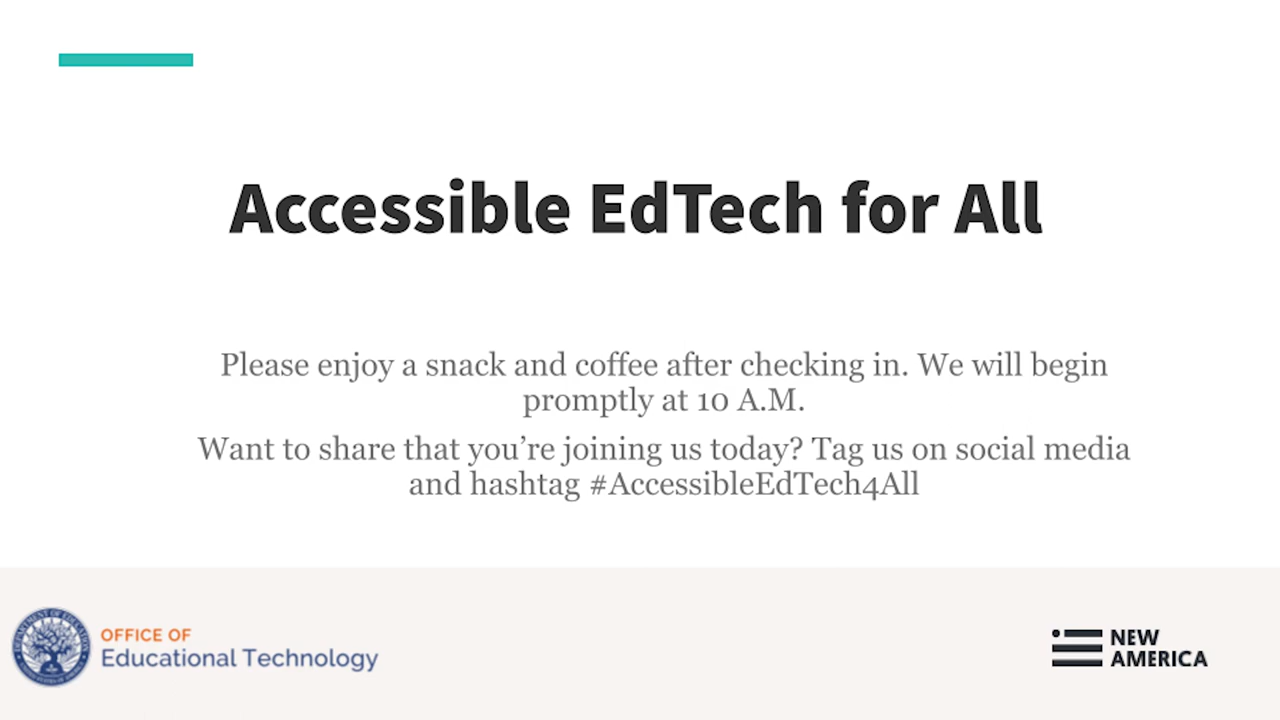 Accessible EdTech for All
Please enjoy a snack and coffee after checking in. We will begin
promptly at 10 A.M.
Want to share that you’re joining us today? Tag us on social media
and hashtag #AccessibleEdTech4All
OFFICE OF
Educational Technology
NEW
AMERICA